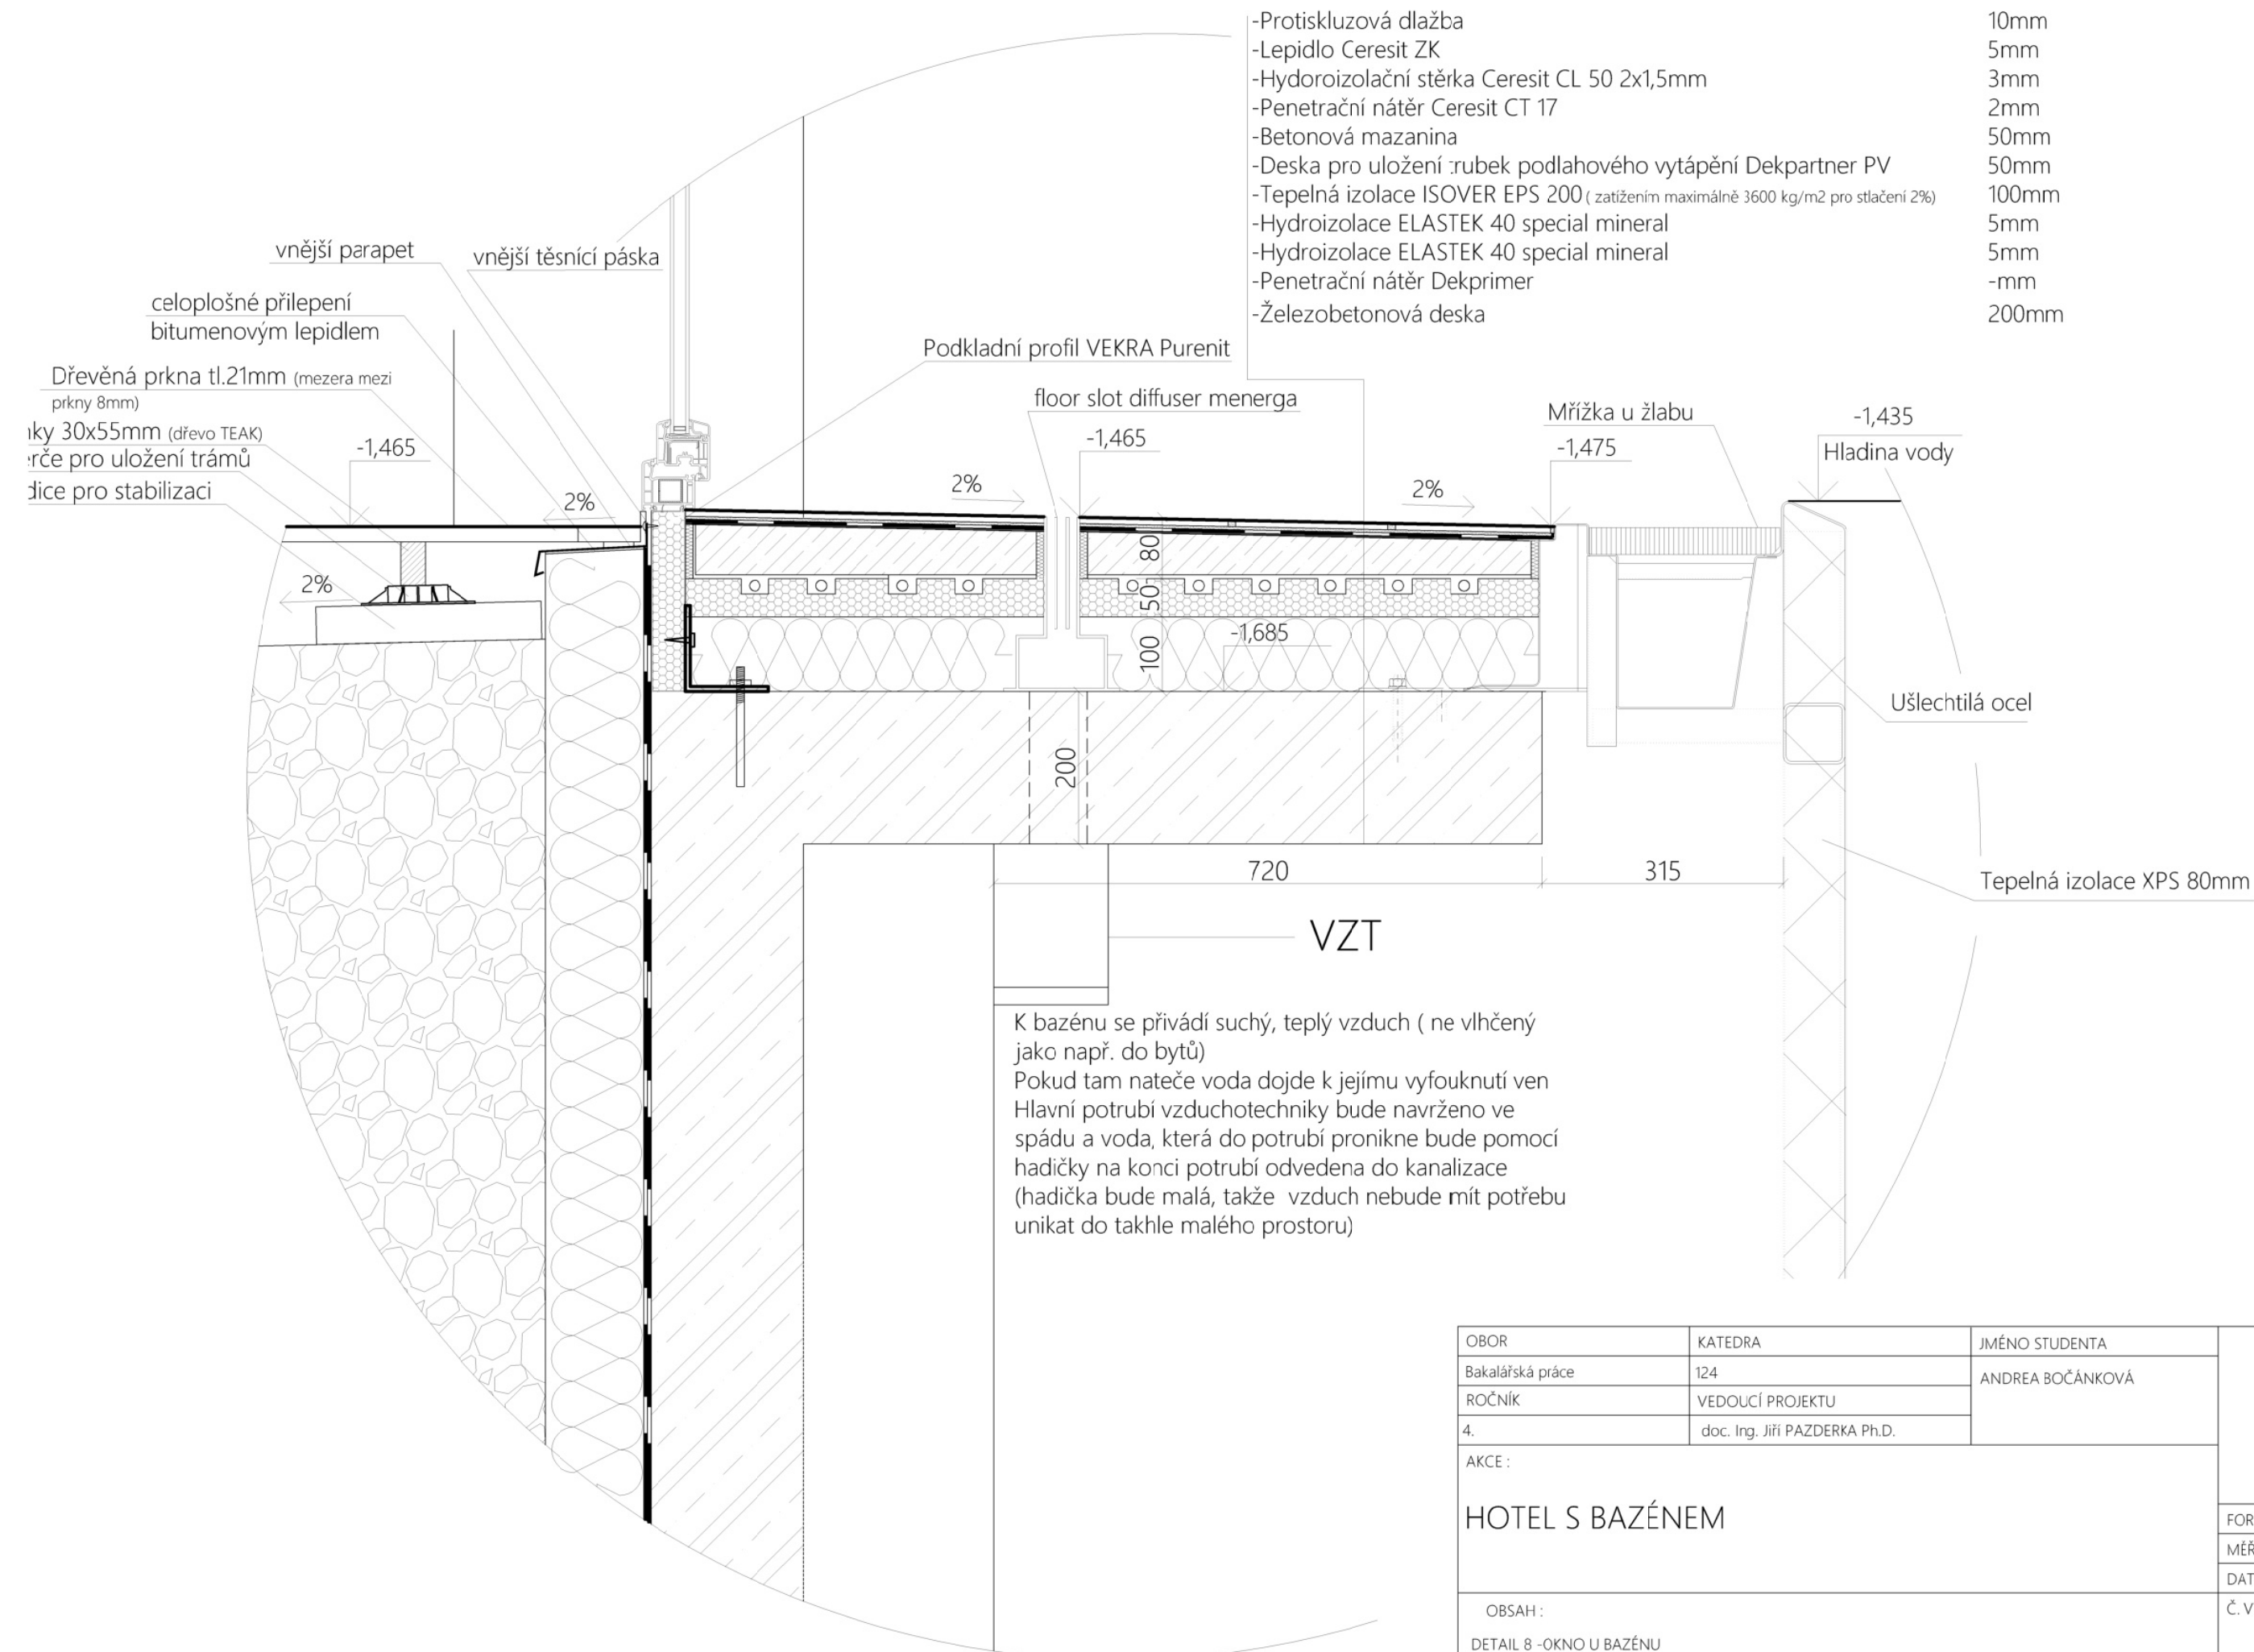 -Protiskluzová dlažba 10mm
-Lepidlo Ceresit ZK 5mm
-Hydoroizolační stěrka Ceresit CL 50 2x1,5mm 3mm
-Penetrační nátěr Ceresit CT 17 2mm
-Betonová mazanina 50mm
-Deska pro uložení trubek podlahového vytápění Dekpartner PV 50mm
-Tepelná izolace ISOVER EPS 200 ( zatížením maximálně 3600 kg/m2 pro stlačení 2%) 100mm
-Hydroizolace ELASTEK 40 special mineral 5mm
-Hydroizolace ELASTEK 40 special mineral 5mm
-Penetrační nátěr Dekprimer -mm
-Železobetonová deska 200mm
vnější parapet
vnější těsnící páska
celoplošné přilepení
bitumenovým lepidlem
Dřevěná prkna tl.21mm (mezera mezi
prkny 8mm)
30x55mm (dřevo TEAK)
pro uložení trámů
pro stabilizaci
Podkladní profil VEKRA Purenit
floor slot diffuser menerga
Mřížka u žlabu
-1,435
Hladina vody
-1,465
-1,465
-1,475
2%
2%
2%
2%
80
50
100
-1,685
200
Ušlechtilá ocel
720
315
Tepelná izolace XPS 80mm
VZT
K bazénu se přivádí suchý, teplý vzduch ( ne vlhčený
jako např. do bytů)
Pokud tam nateče voda dojde k jejímu vyfouknutí ven
Hlavní potrubí vzduchotechniky bude navrženo ve
spádu a voda, která do potrubí pronikne bude pomocí
hadičky na konci potrubí odvedena do kanalizace
(hadička bude malá, takže vzduch nebude mít potřebu
unikat do takhle malého prostoru)
OBOR KATEDRA JMÉNO STUDENTA
Bakalářská práce 124 ANDREA BOČÁNKOVÁ
ROČNÍK VEDOUCÍ PROJEKTU
4. doc. Ing. Jiří PAZDERKA Ph.D.
AKCE :
HOTEL S BAZÉNEM
FOR
MĚŘ
DAT
OBSAH :
Č. V
DETAIL 8 -OKNO U BAZÉNU